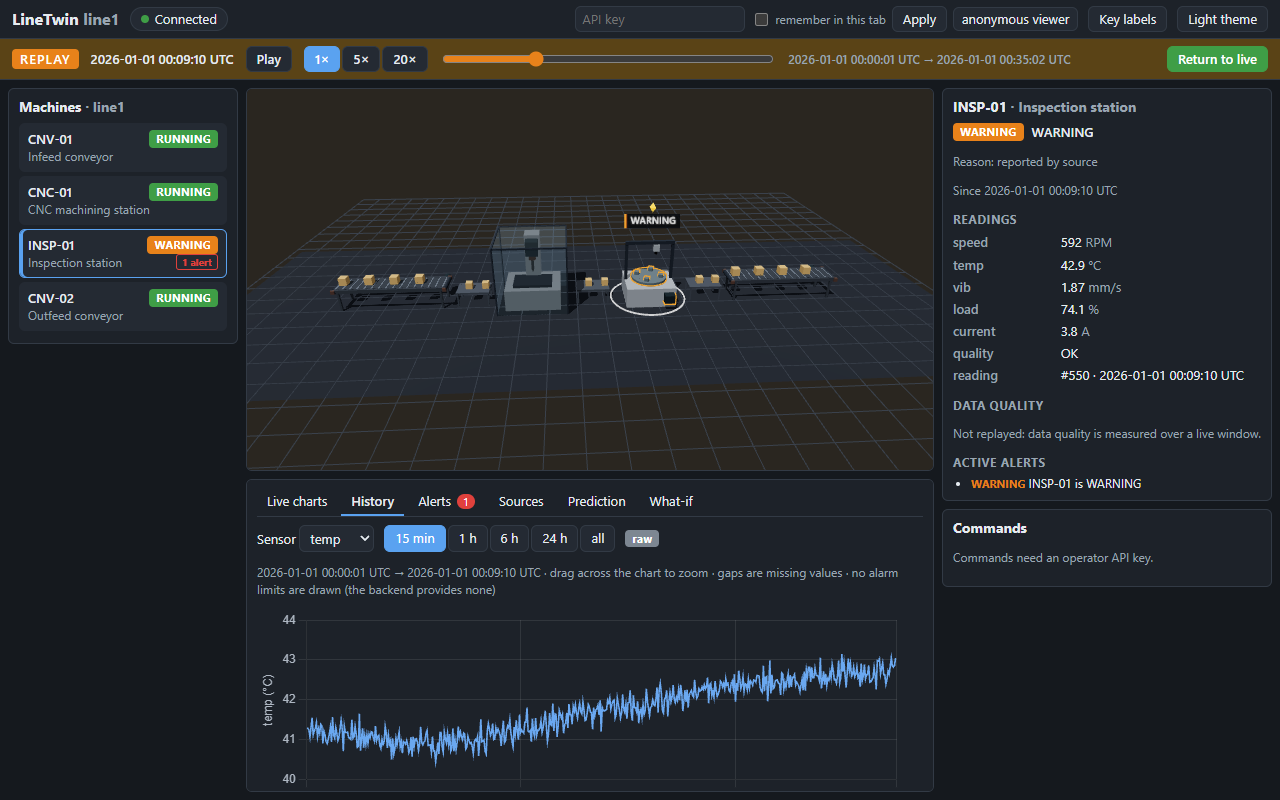 LineTwin line1 Connected API key remember in this tab Apply anonymous viewer Key labels Light theme
REPLAY 2026-01-01 00:09:10 UTC Play 1× 5× 20× 2026-01-01 00:00:01 UTC → 2026-01-01 00:35:02 UTC Return to live
Machines · line1
CNV-01 RUNNING
Infeed conveyor
CNC-01 RUNNING
CNC machining station
INSP-01 WARNING
Inspection station 1 alert
CNV-02 RUNNING
Outfeed conveyor
WARNING
Live charts History Alerts 1 Sources Prediction What-if
Sensor temp 15 min 1 h 6 h 24 h all raw
2026-01-01 00:00:01 UTC → 2026-01-01 00:09:10 UTC · drag across the chart to zoom · gaps are missing values · no alarm
limits are drawn (the backend provides none)
44
43
42
41
40
temp (°C)
INSP-01 · Inspection station
WARNING WARNING
Reason: reported by source
Since 2026-01-01 00:09:10 UTC
READINGS
speed 592 RPM
temp 42.9 °C
vib 1.87 mm/s
load 74.1 %
current 3.8 A
quality OK
reading #550 · 2026-01-01 00:09:10 UTC
DATA QUALITY
Not replayed: data quality is measured over a live window.
ACTIVE ALERTS
• WARNING INSP-01 is WARNING
Commands
Commands need an operator API key.